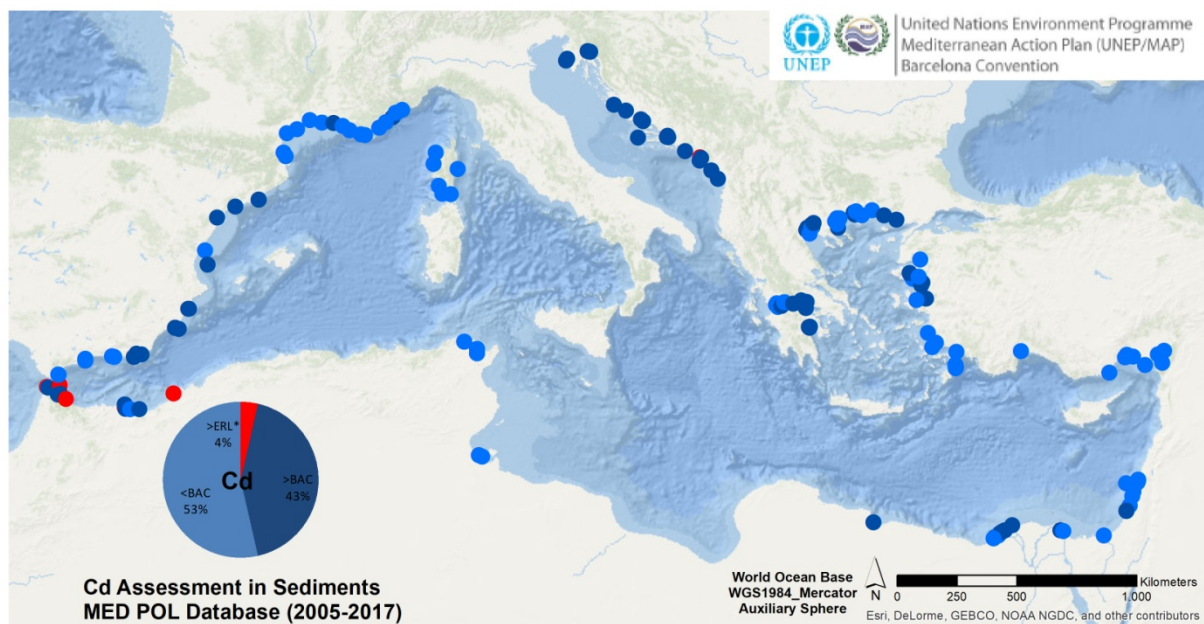 United Nations Environment Programme
Mediterranean Action Plan (UNEP/MAP)
Barcelona Convention
UNEP
>ERL*
4%
Cd
<BAC
53%
>BAC
43%
Cd Assessment in Sediments
MED POL Database (2005-2017)
World Ocean Base
WGS1984_Mercator
Auxiliary Sphere
N
Kilometers
0 250 500 1,000
Esri, DeLorme, GEBCO, NOAA NGDC, and other contributors